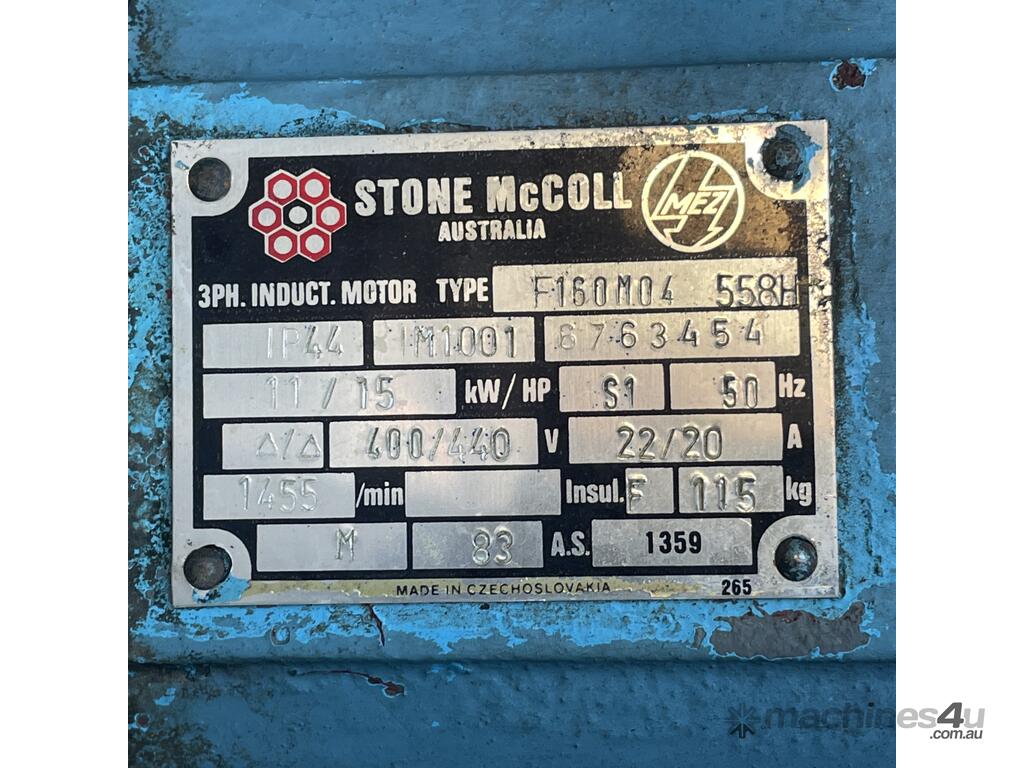 STONE McCOLL MEZ
AUSTRALIA
3PH. INDUCT. MOTOR TYPE F160M04 558H
IP44 IM1001 6763454
11 / 15 kW/HP S1 50 Hz
△/△ 400/440 V 22/20 A
1455 /min Insul. F 115 kg
M 83 A.S. 1359
MADE IN CZECHOSLOVAKIA 265
machines4u
.com.au